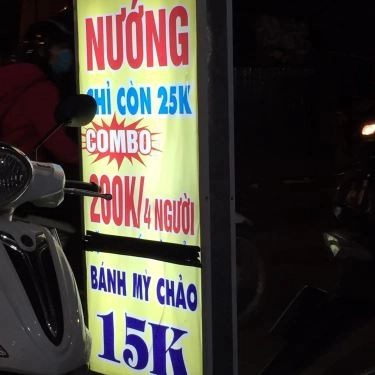 NƯỚNG
CHỈ CÒN 25K
COMBO
200K/4 NGƯỜI
BÁNH MỲ CHẢO
15K